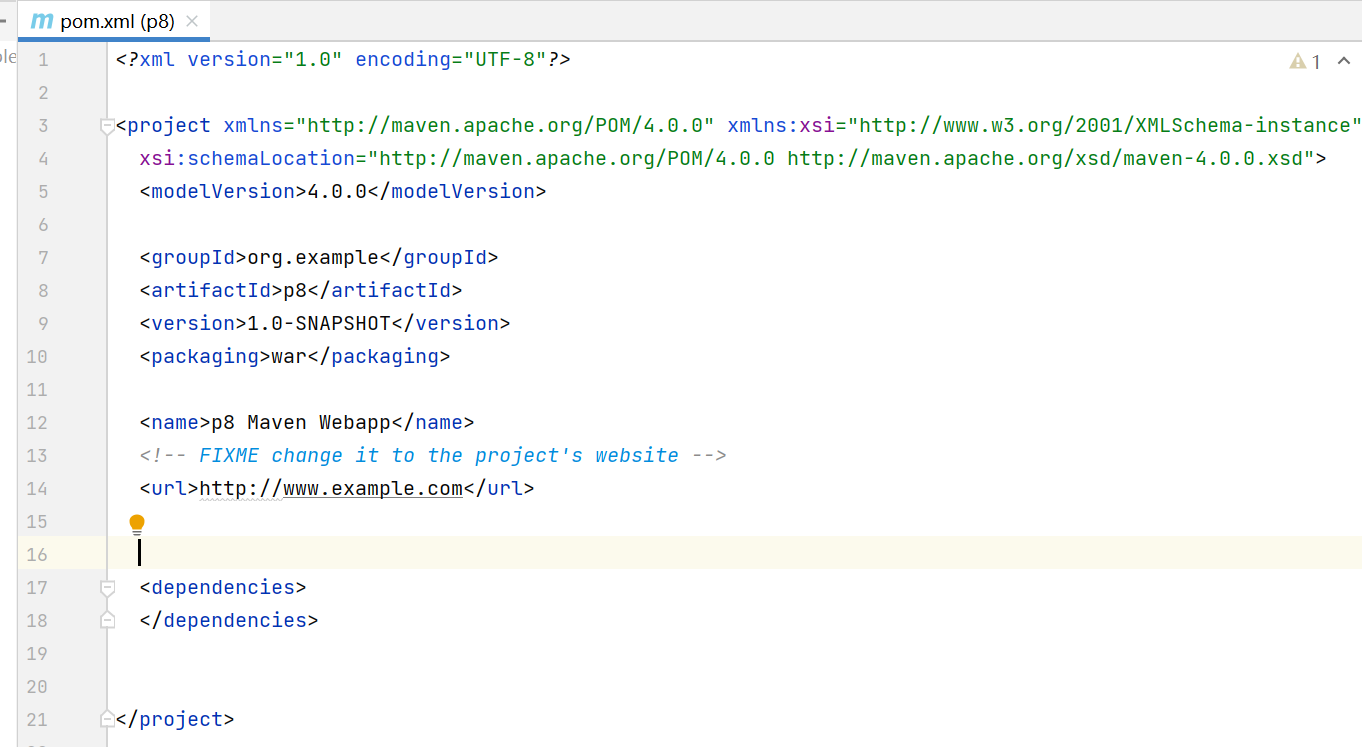 m pom.xml (p8) ×
ple
1 <?xml version="1.0" encoding="UTF-8"?>
1
2
3 <project xmlns="http://maven.apache.org/POM/4.0.0" xmlns:xsi="http://www.w3.org/2001/XMLSchema-instance"
4 xsi:schemaLocation="http://maven.apache.org/POM/4.0.0 http://maven.apache.org/xsd/maven-4.0.0.xsd">
5 <modelVersion>4.0.0</modelVersion>
6
7 <groupId>org.example</groupId>
8 <artifactId>p8</artifactId>
9 <version>1.0-SNAPSHOT</version>
10 <packaging>war</packaging>
11
12 <name>p8 Maven Webapp</name>
13 <!-- FIXME change it to the project's website -->
14 <url>http://www.example.com</url>
15
16
17 <dependencies>
18 </dependencies>
19
20
21 </project>